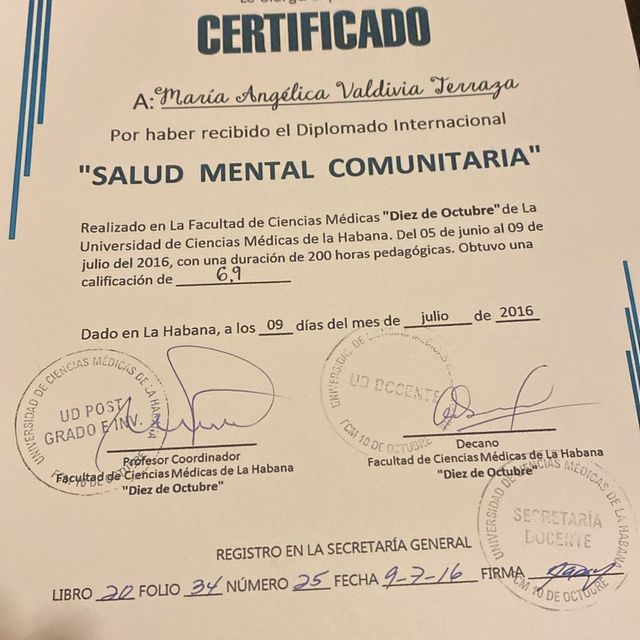 CERTIFICADO
A: María Angélica Valdivia Terraza
Por haber recibido el Diplomado Internacional
"SALUD MENTAL COMUNITARIA"
Realizado en La Facultad de Ciencias Médicas "Diez de Octubre" de La
Universidad de Ciencias Médicas de la Habana. Del 05 de junio al 09 de
julio del 2016, con una duración de 200 horas pedagógicas. Obtuvo una
calificación de 6,9
Dado en La Habana, a los 09 días del mes de julio de 2016
UNIVERSIDAD DE CIENCIAS MÉDICAS DE LA HABANA
UD POST
GRADO E INV.
FCM 10 DE OCTUBRE
Profesor Coordinador
Facultad de Ciencias Médicas De La Habana
"Diez de Octubre"
UD DOCENTE
FCM 10 DE OCTUBRE
Decano
Facultad de Ciencias Médicas De La Habana
"Diez de Octubre"
UNIVERSIDAD DE CIENCIAS MÉDICAS DE LA HABANA
SECRETARÍA
DOCENTE
FCM 10 DE OCTUBRE
REGISTRO EN LA SECRETARÍA GENERAL
LIBRO 20 FOLIO 34 NÚMERO 25 FECHA 9-7-16 FIRMA